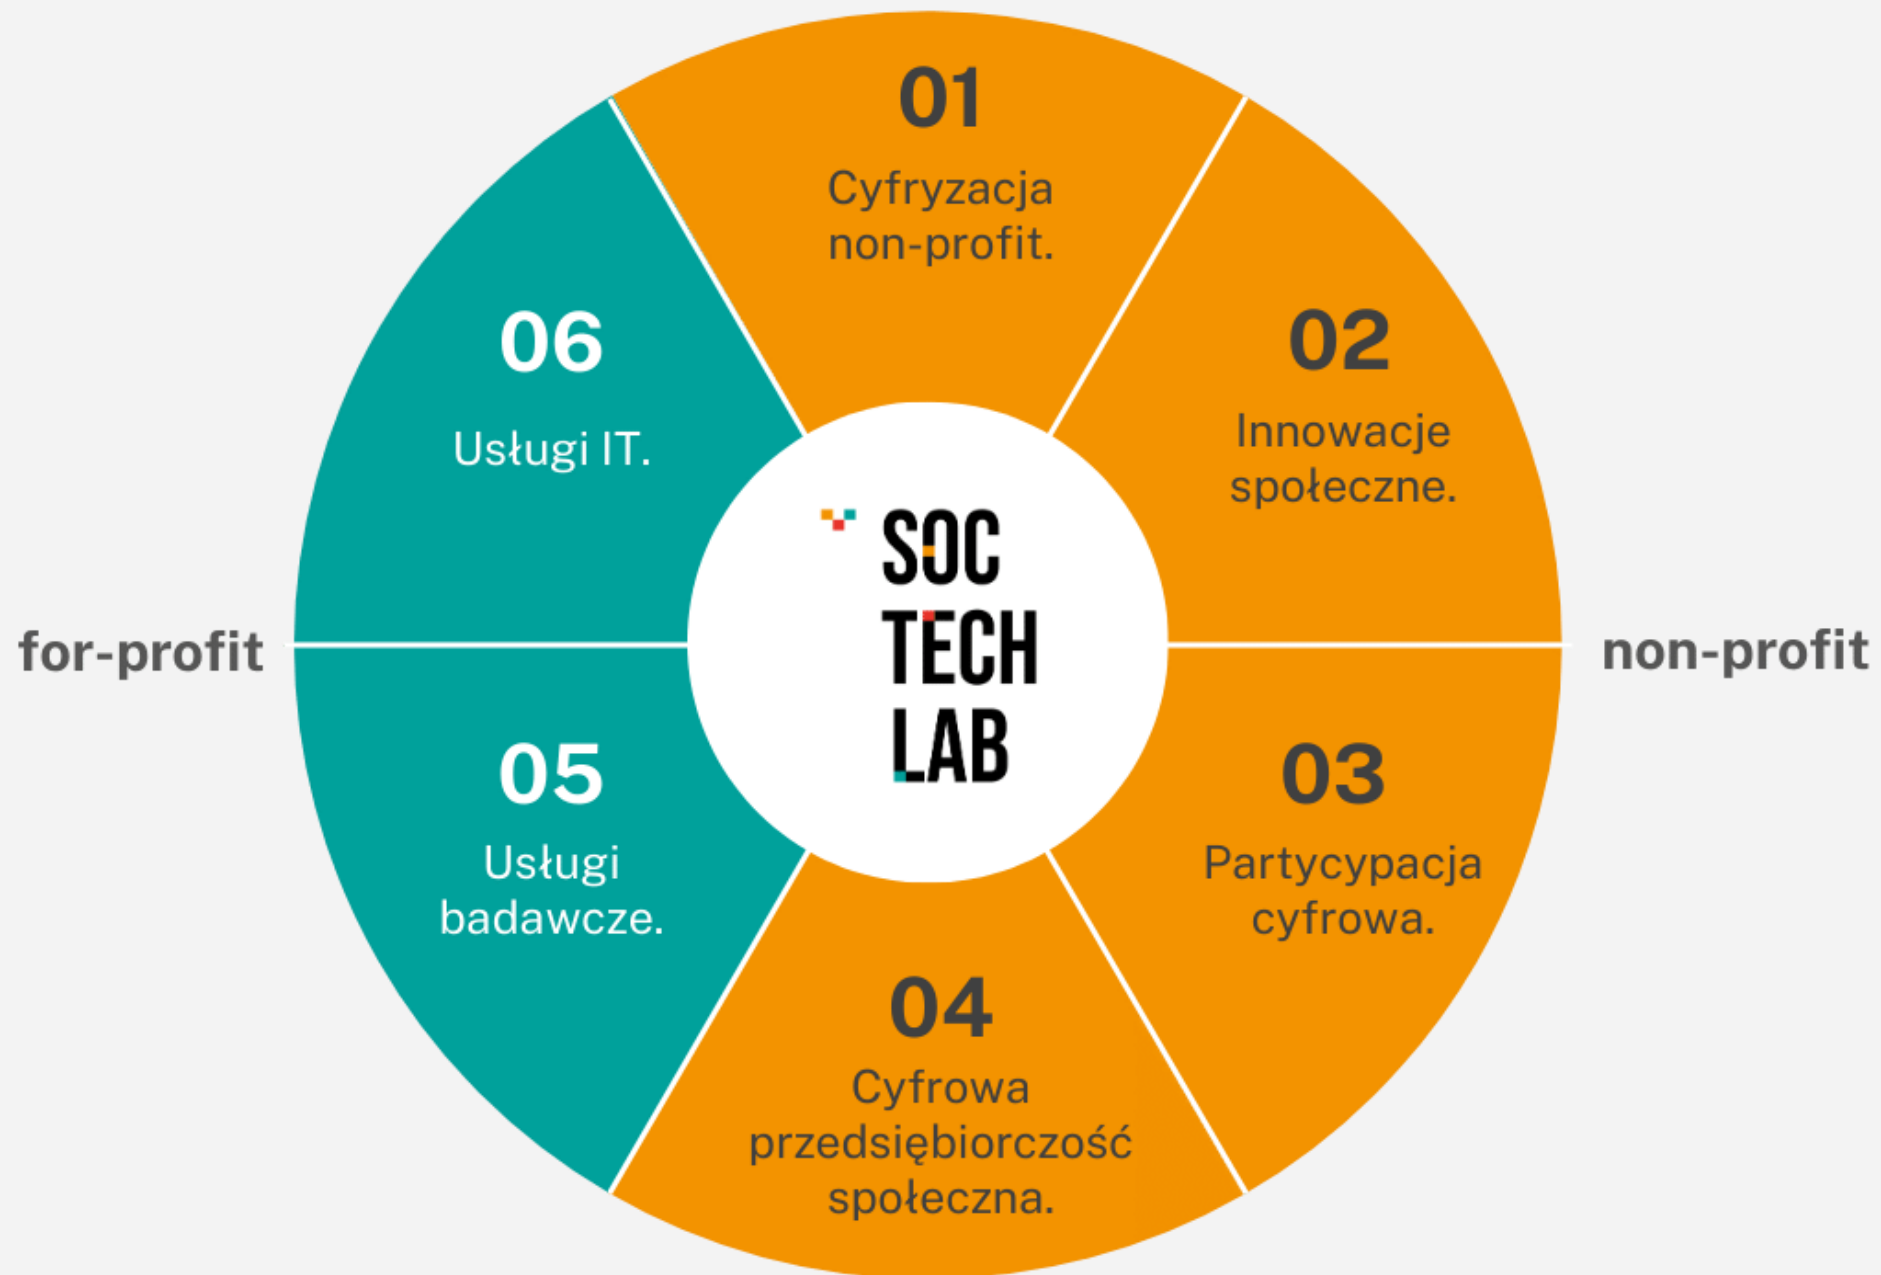 01
Cyfryzacja
non-profit.
02
Innowacje
społeczne.
03
Partycypacja
cyfrowa.
04
Cyfrowa
przedsiębiorczość
społeczna.
05
Usługi
badawcze.
06
Usługi IT.
for-profit
non-profit
SOC
TECH
LAB